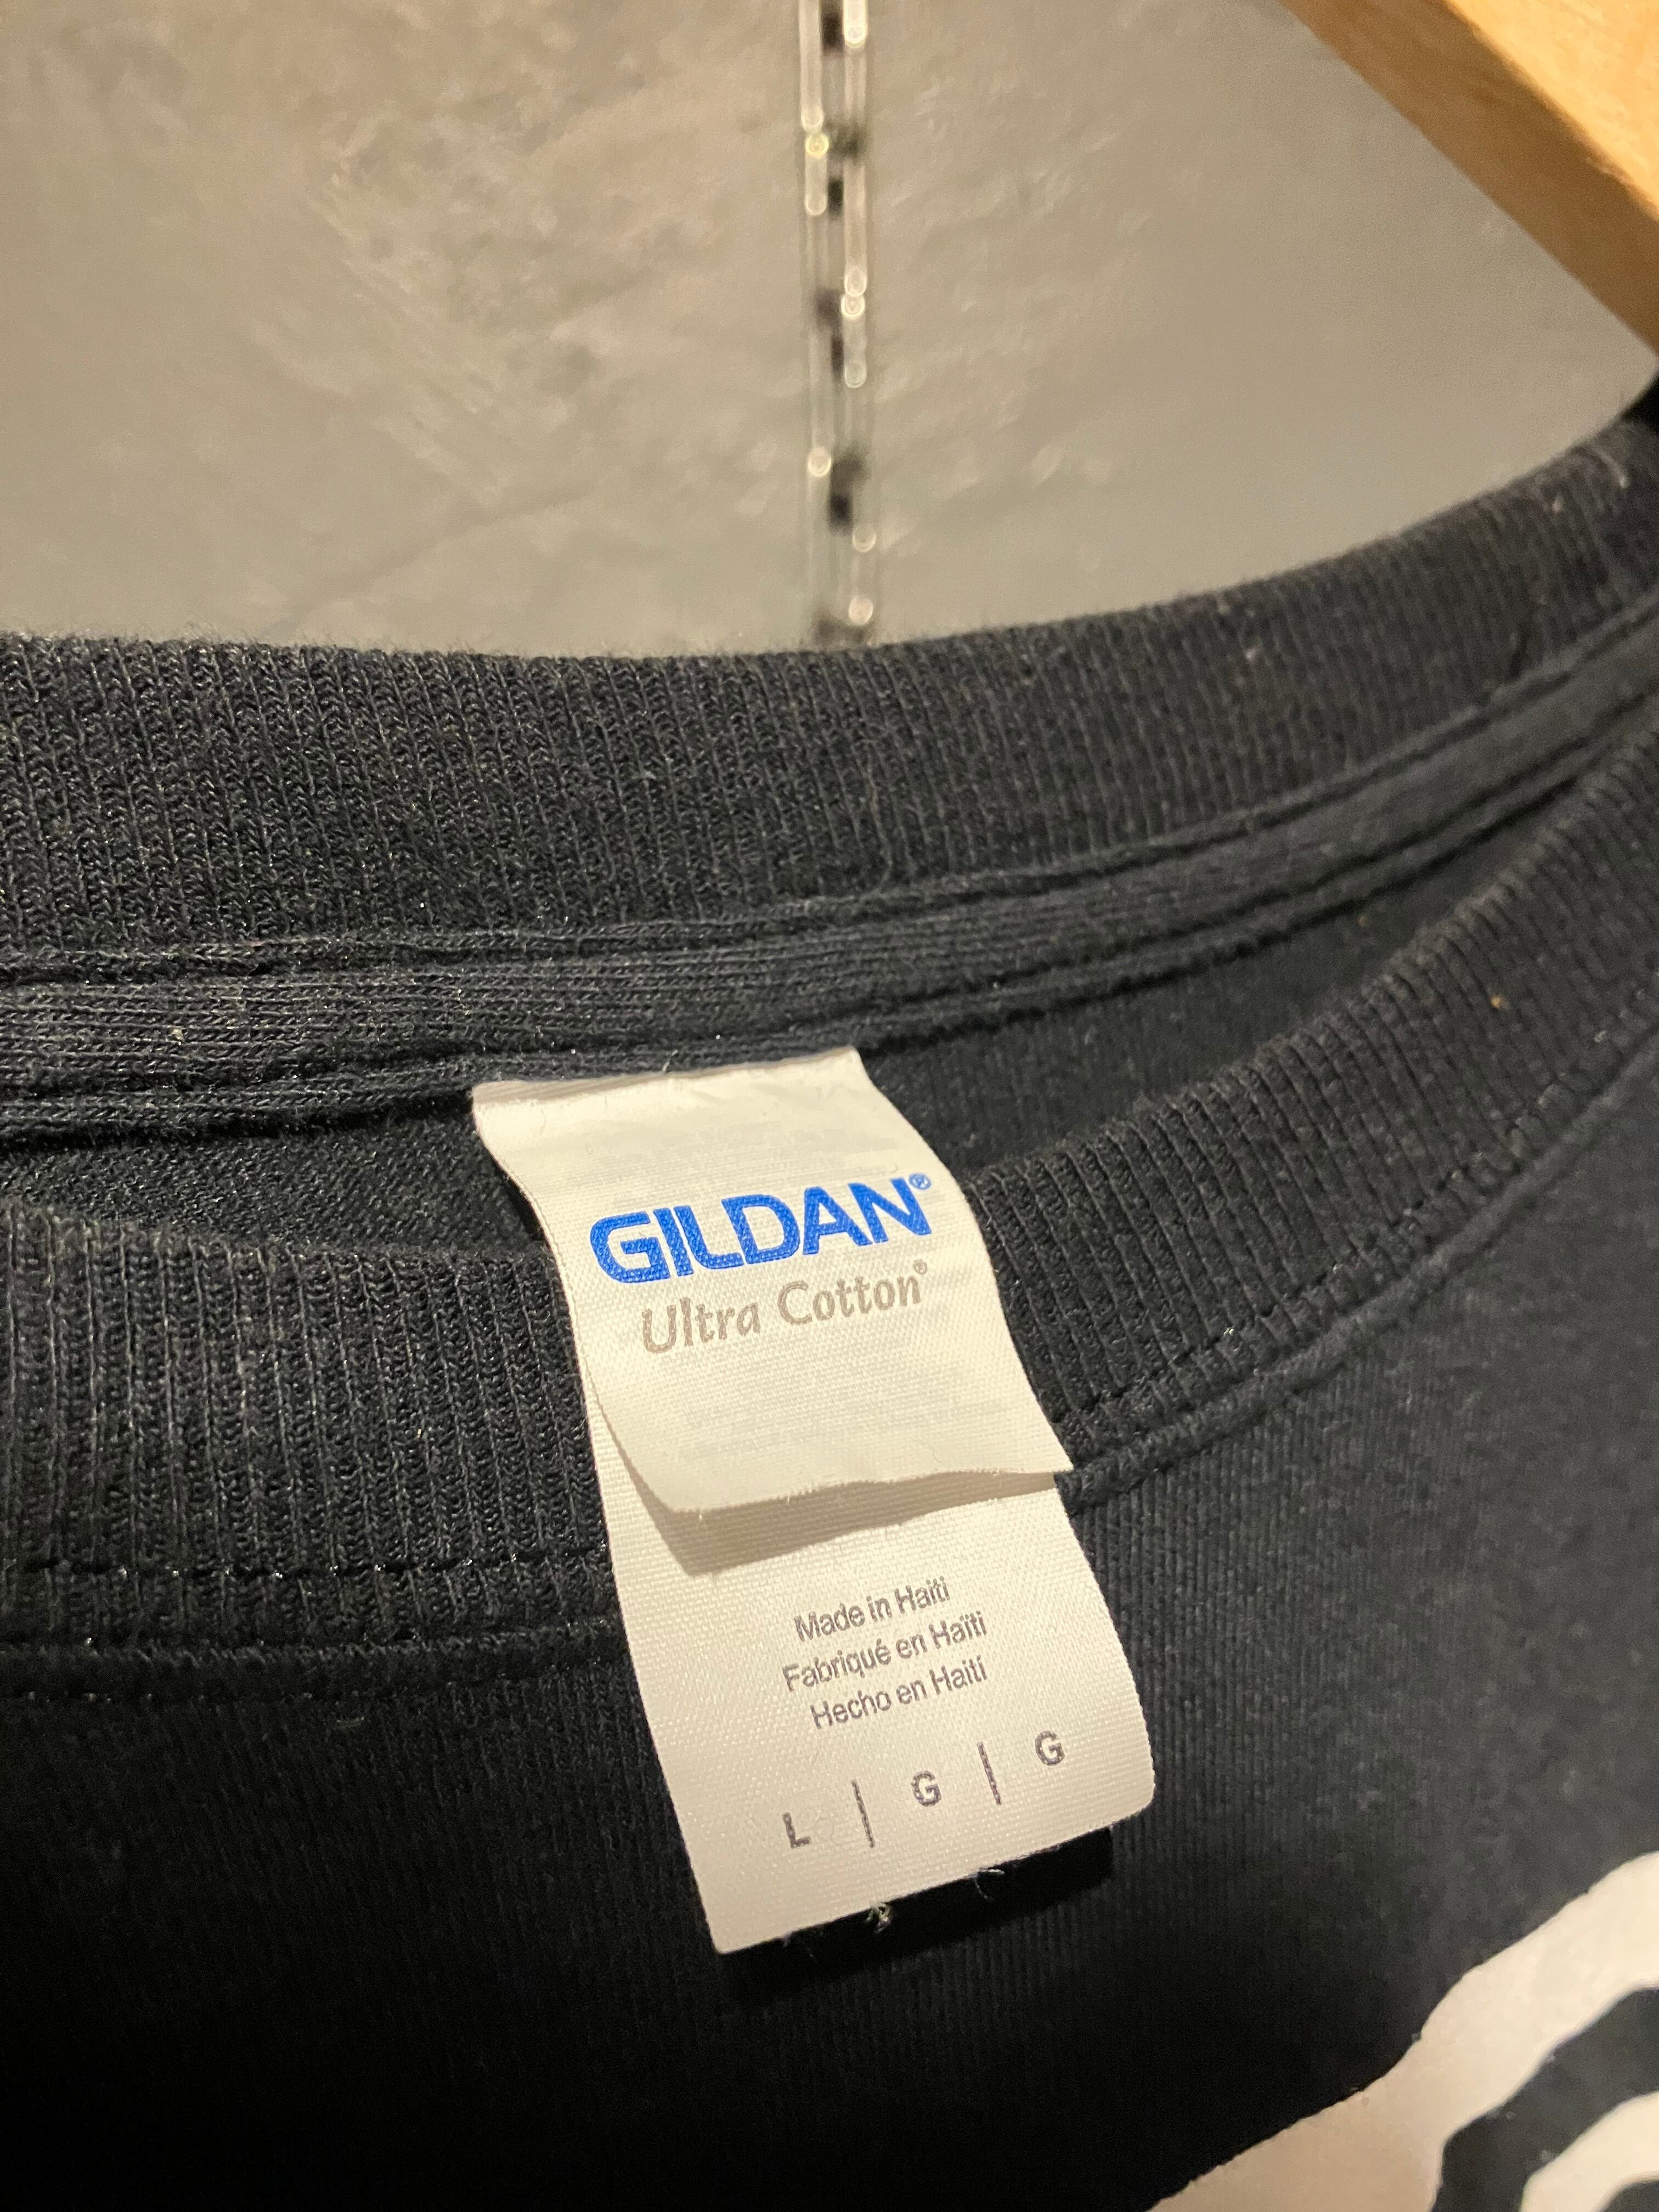 GILDAN®
Ultra Cotton®
Made in Haiti
Fabriqué en Haïti
Hecho en Haití
L | G | G